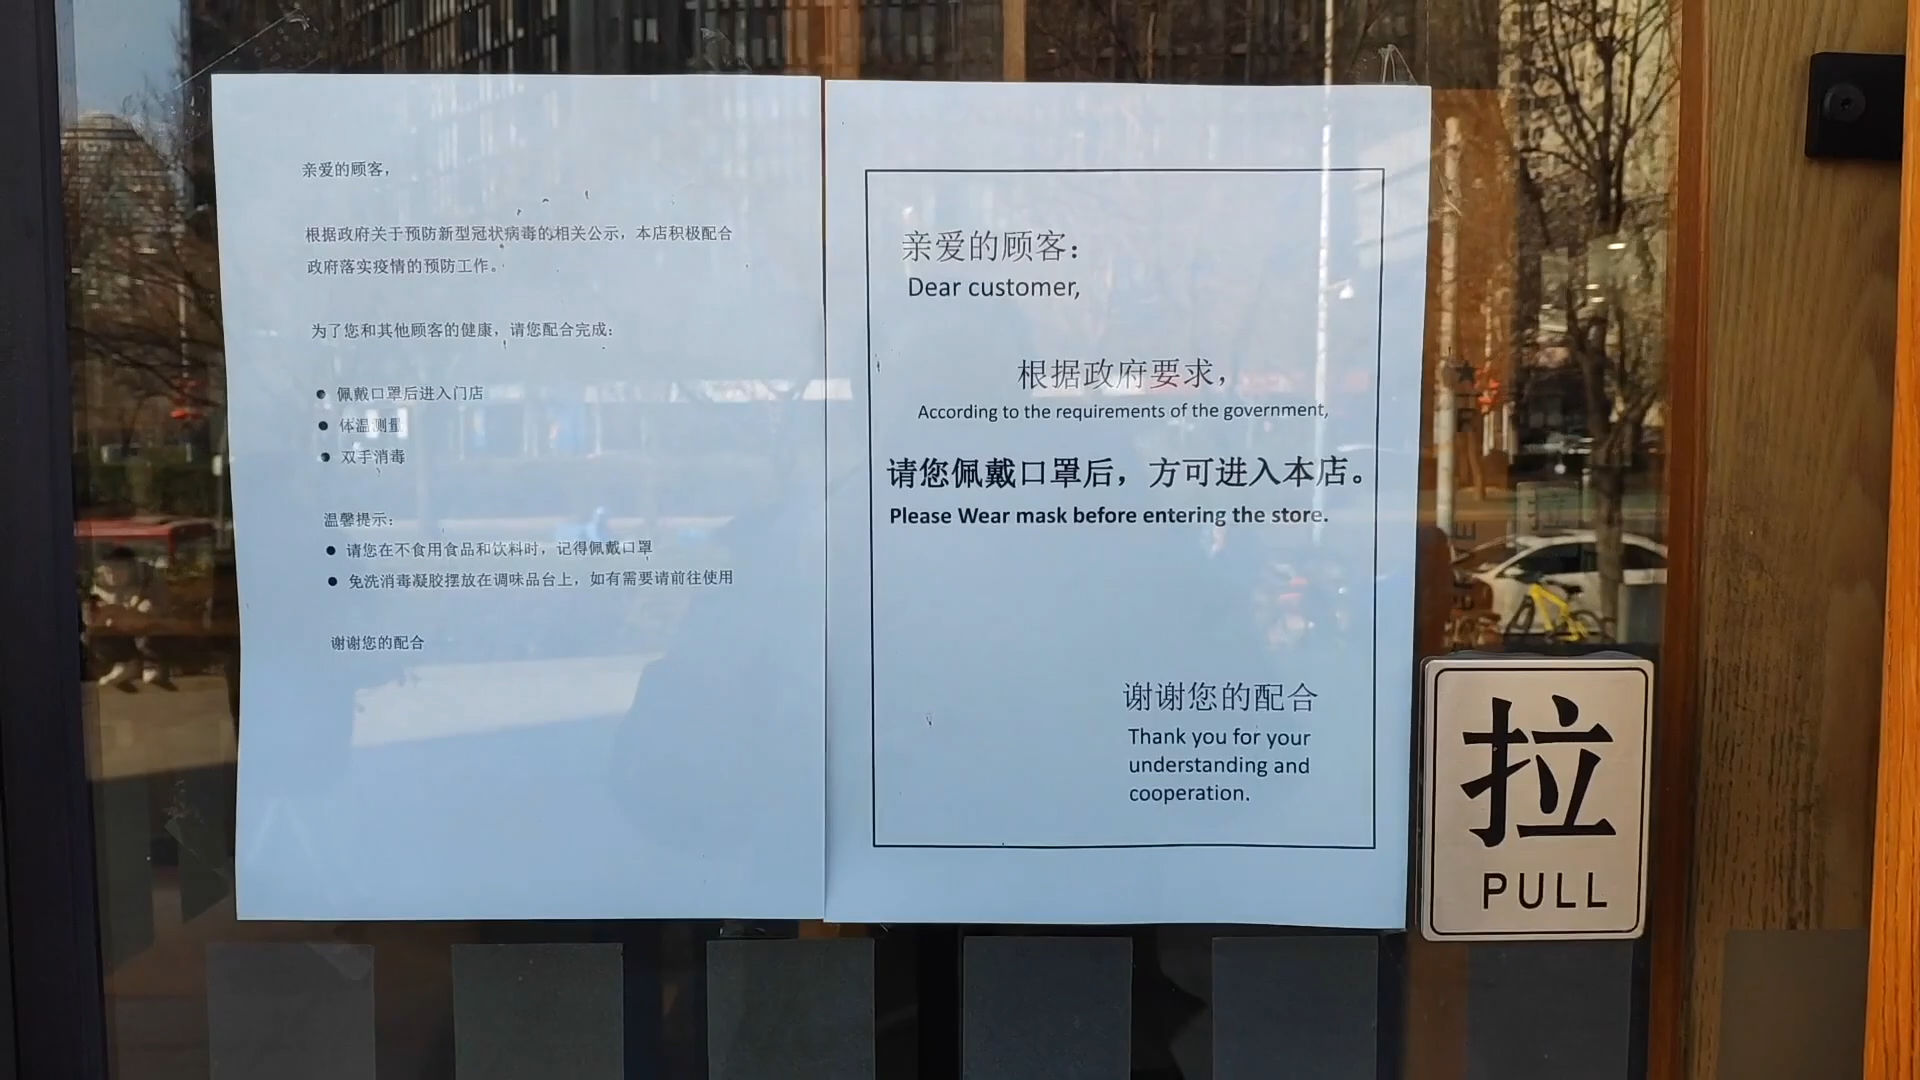 亲爱的顾客，
根据政府关于预防新型冠状病毒的相关公示，本店积极配合
政府落实疫情的预防工作。
为了您和其他顾客的健康，请您配合完成：
● 佩戴口罩后进入门店
● 体温测量
● 双手消毒
温馨提示：
● 请您在不食用食品和饮料时，记得佩戴口罩
● 免洗消毒凝胶摆放在调味品台上，如有需要请前往使用
谢谢您的配合
亲爱的顾客：
Dear customer,
根据政府要求，
According to the requirements of the government,
请您佩戴口罩后，方可进入本店。
Please Wear mask before entering the store.
谢谢您的配合
Thank you for your
understanding and
cooperation.
拉
PULL